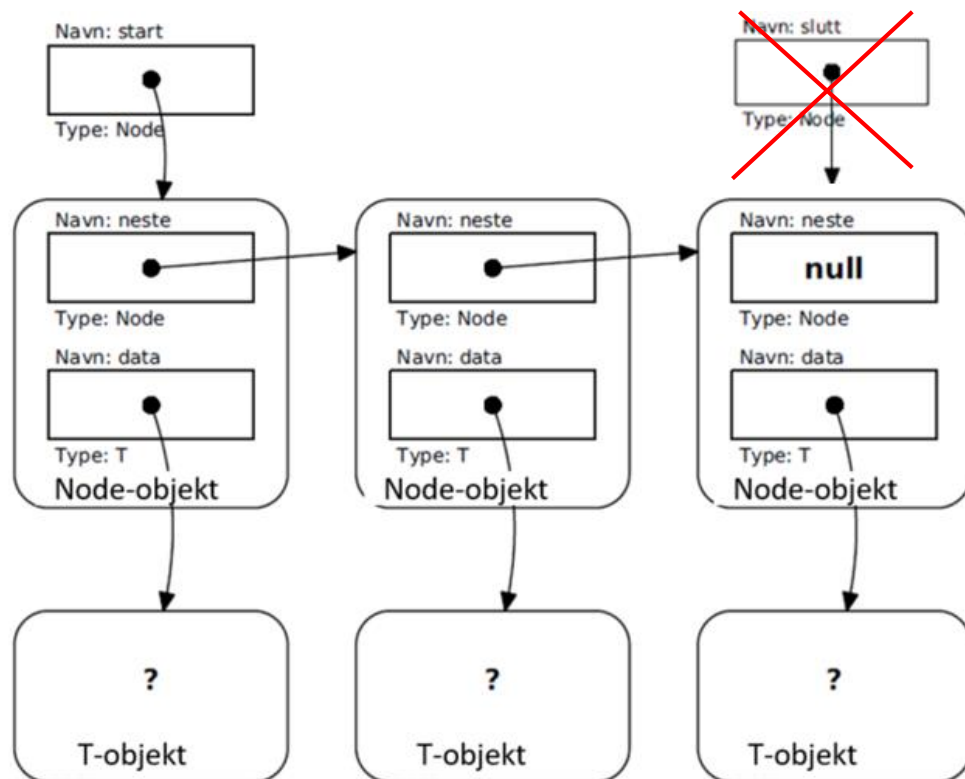 Navn: start
Type: Node
Navn: slutt
Type: Node
Navn: neste
Type: Node
Navn: data
Type: T
Node-objekt
Navn: neste
Type: Node
Navn: data
Type: T
Node-objekt
Navn: neste
null
Type: Node
Navn: data
Type: T
Node-objekt
?
T-objekt
?
T-objekt
?
T-objekt